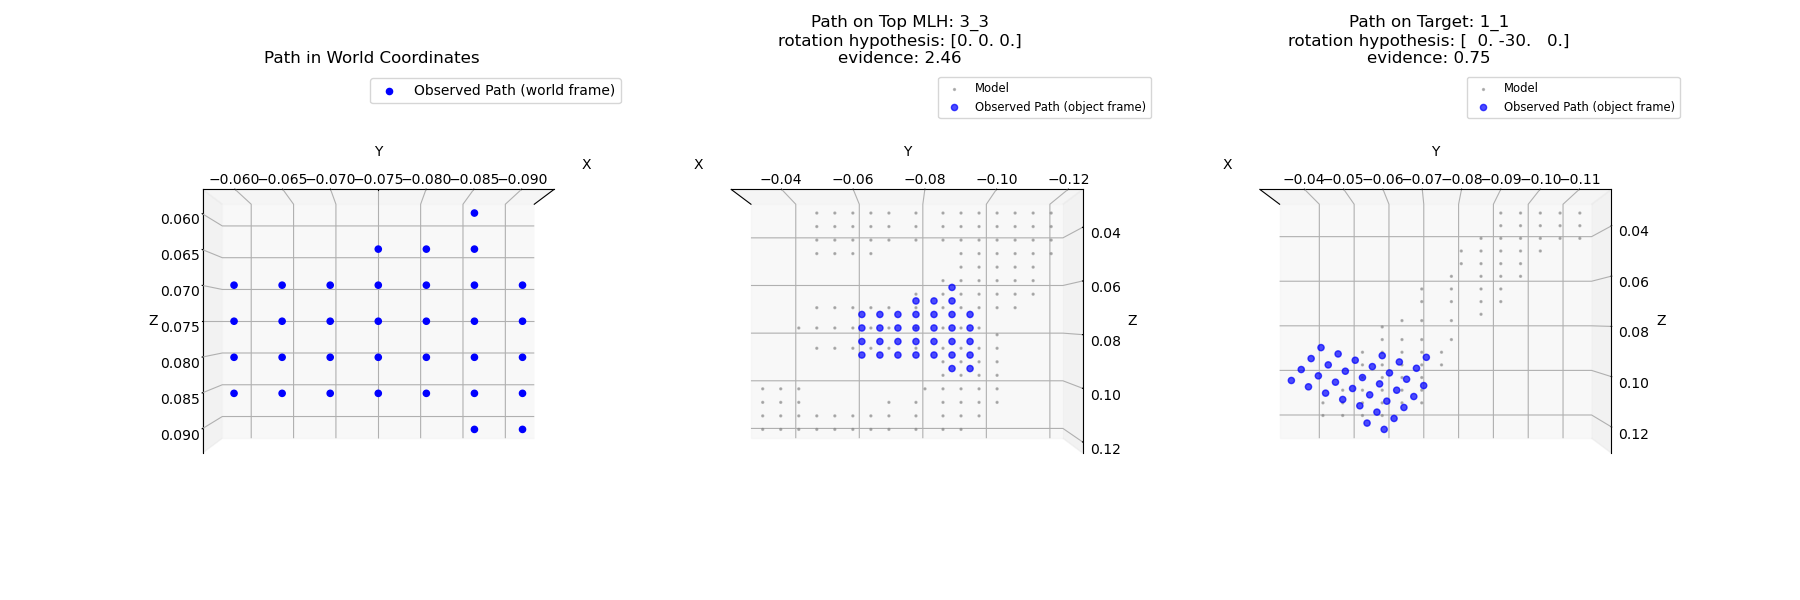 Path in World Coordinates
Observed Path (world frame)
Y
X
−0.060 −0.065 −0.070 −0.075 −0.080 −0.085 −0.090
0.060
0.065
0.070
Z 0.075
0.080
0.085
0.090
Path on Top MLH: 3_3
rotation hypothesis: [0. 0. 0.]
evidence: 2.46
Model
Observed Path (object frame)
Y
X
−0.04 −0.06 −0.08 −0.10 −0.12
0.04
0.06
Z
0.08
0.10
0.12
Path on Target: 1_1
rotation hypothesis: [  0. -30.   0.]
evidence: 0.75
Model
Observed Path (object frame)
Y
X
−0.04 −0.05 −0.06 −0.07 −0.08 −0.09 −0.10 −0.11
0.04
0.06
Z
0.08
0.10
0.12